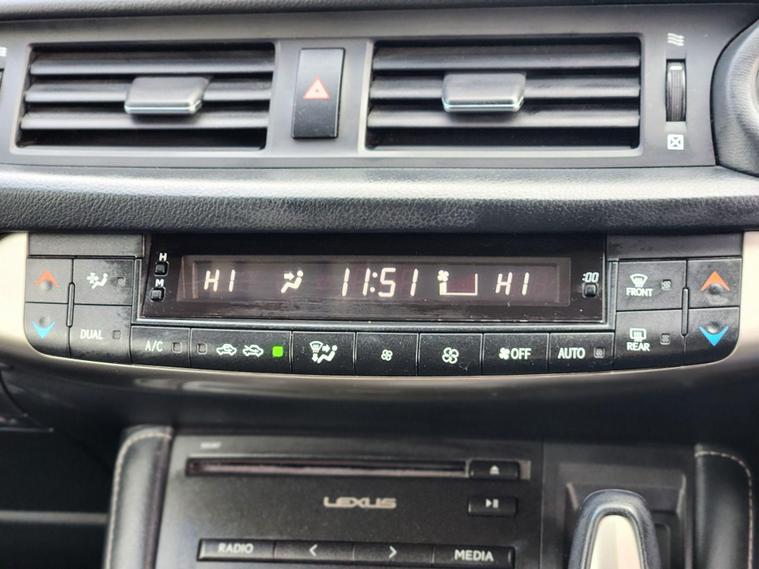 H
M
HI 11:51 HI
:00
DUAL
A/C
OFF
AUTO
FRONT
REAR
LEXUS
RADIO < > MEDIA